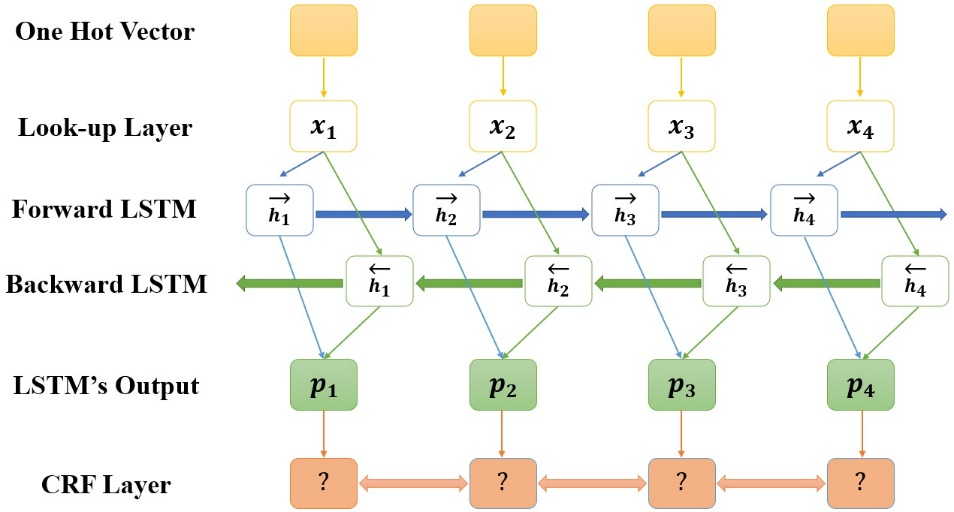 One Hot Vector
Look-up Layer x₁ x₂ x₃ x₄
Forward LSTM →h₁ →h₂ →h₃ →h₄
Backward LSTM ←h₁ ←h₂ ←h₃ ←h₄
LSTM's Output p₁ p₂ p₃ p₄
CRF Layer ? ? ? ?